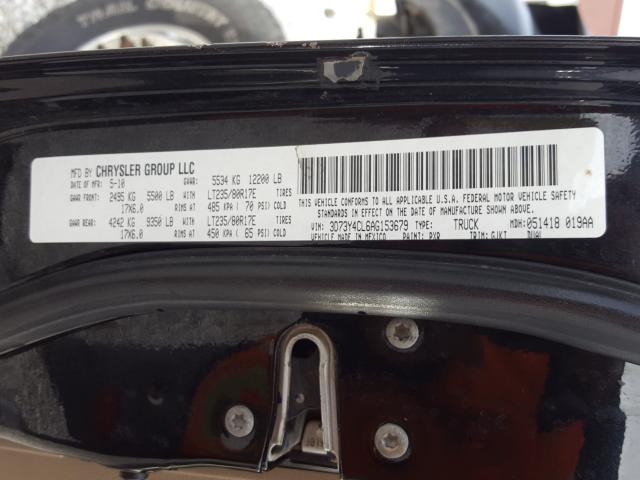 TRAIL COUNTRY
MFD BY CHRYSLER GROUP LLC
DATE OF MFR: 5-10 GVWR: 5534 KG 12200 LB
GAWR FRONT: 2495 KG 5500 LB WITH LT235/80R17E TIRES
17X6.0 RIMS AT 485 KPA ( 70 PSI) COLD
GAWR REAR: 4242 KG 9350 LB WITH LT235/80R17E TIRES
17X6.0 RIMS AT 450 KPA ( 65 PSI) COLD
THIS VEHICLE CONFORMS TO ALL APPLICABLE U.S.A. FEDERAL MOTOR VEHICLE SAFETY
STANDARDS IN EFFECT ON THE DATE OF MANUFACTURE SHOWN ABOVE.
VIN: 3D73Y4CL6AG153679 TYPE: TRUCK MDH: 051418 019AA
VEHICLE MADE IN MEXICO PAINT: PXR TRIM: GJKT DUAL